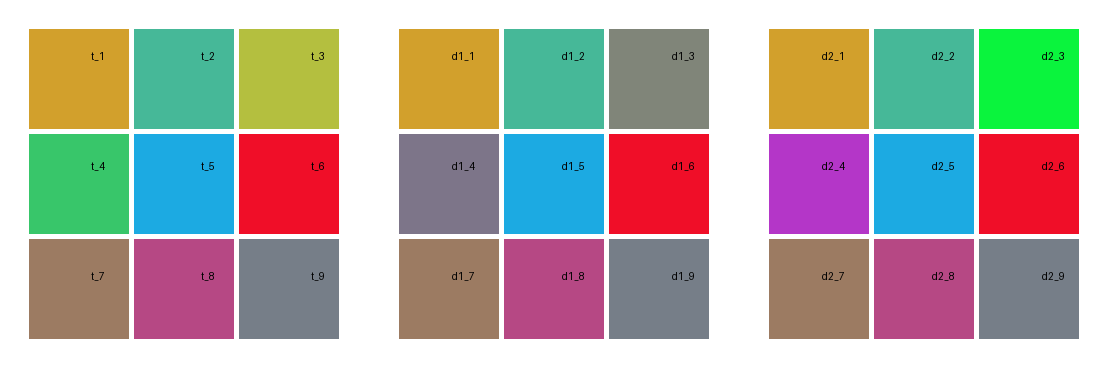 t_1 t_2 t_3 d1_1 d1_2 d1_3 d2_1 d2_2 d2_3
t_4 t_5 t_6 d1_4 d1_5 d1_6 d2_4 d2_5 d2_6
t_7 t_8 t_9 d1_7 d1_8 d1_9 d2_7 d2_8 d2_9